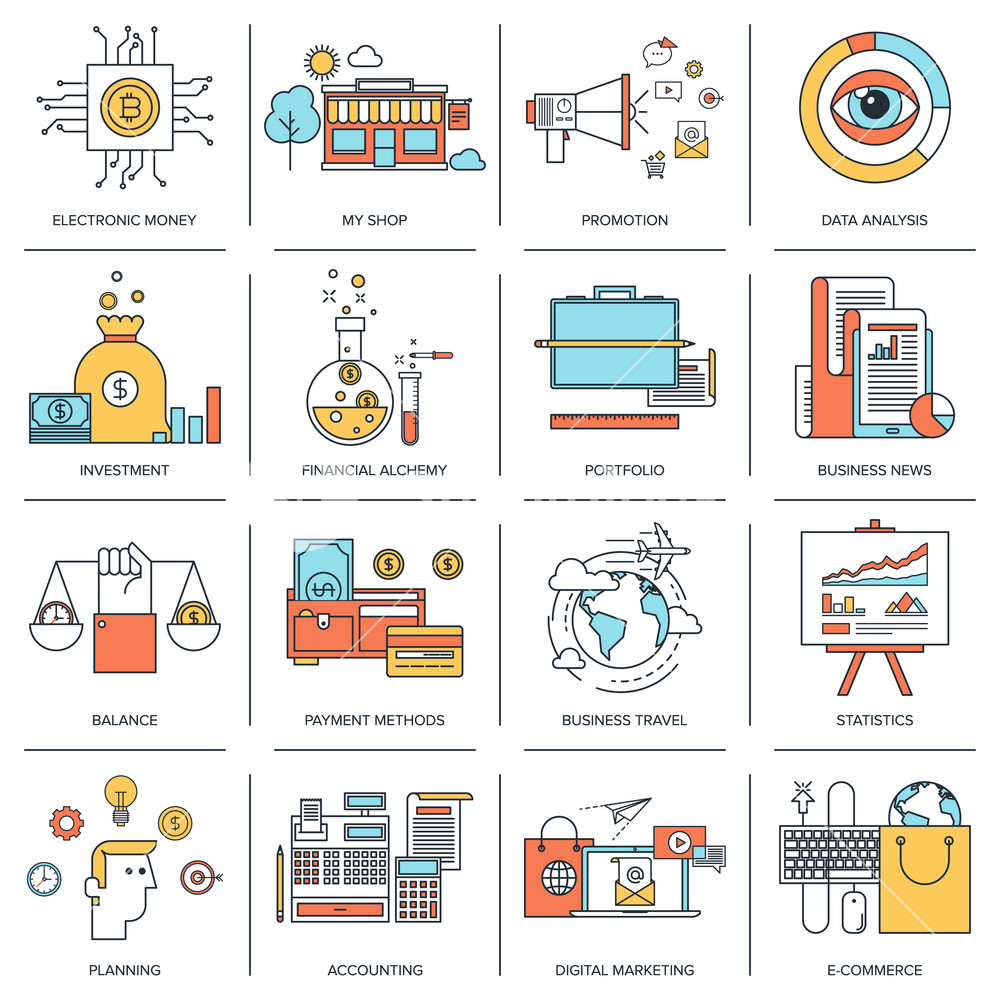 ELECTRONIC MONEY
MY SHOP
PROMOTION
DATA ANALYSIS
INVESTMENT
FINANCIAL ALCHEMY
PORTFOLIO
BUSINESS NEWS
BALANCE
PAYMENT METHODS
BUSINESS TRAVEL
STATISTICS
PLANNING
ACCOUNTING
DIGITAL MARKETING
E-COMMERCE